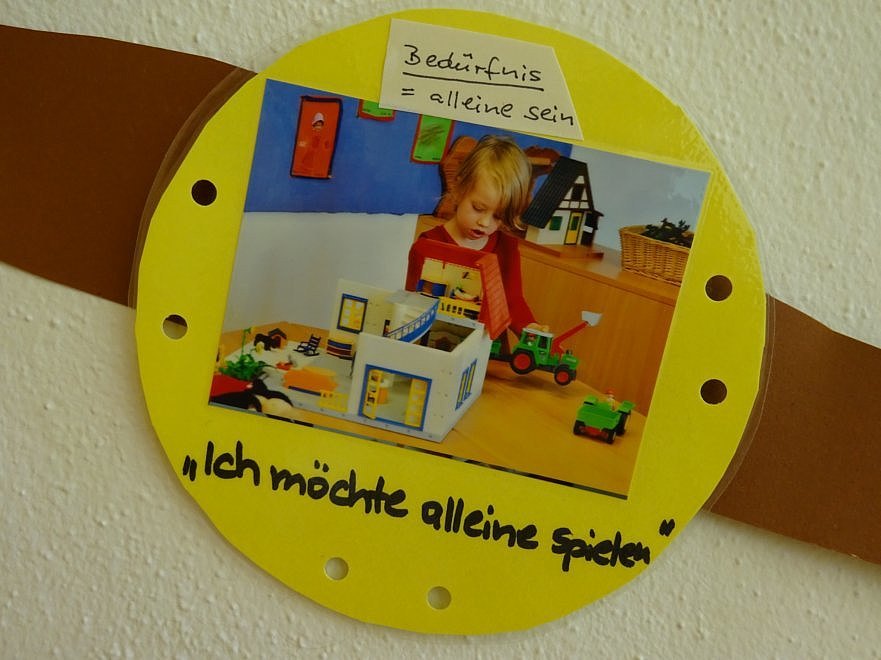 Bedürfnis
= alleine sein
„Ich möchte alleine spielen“